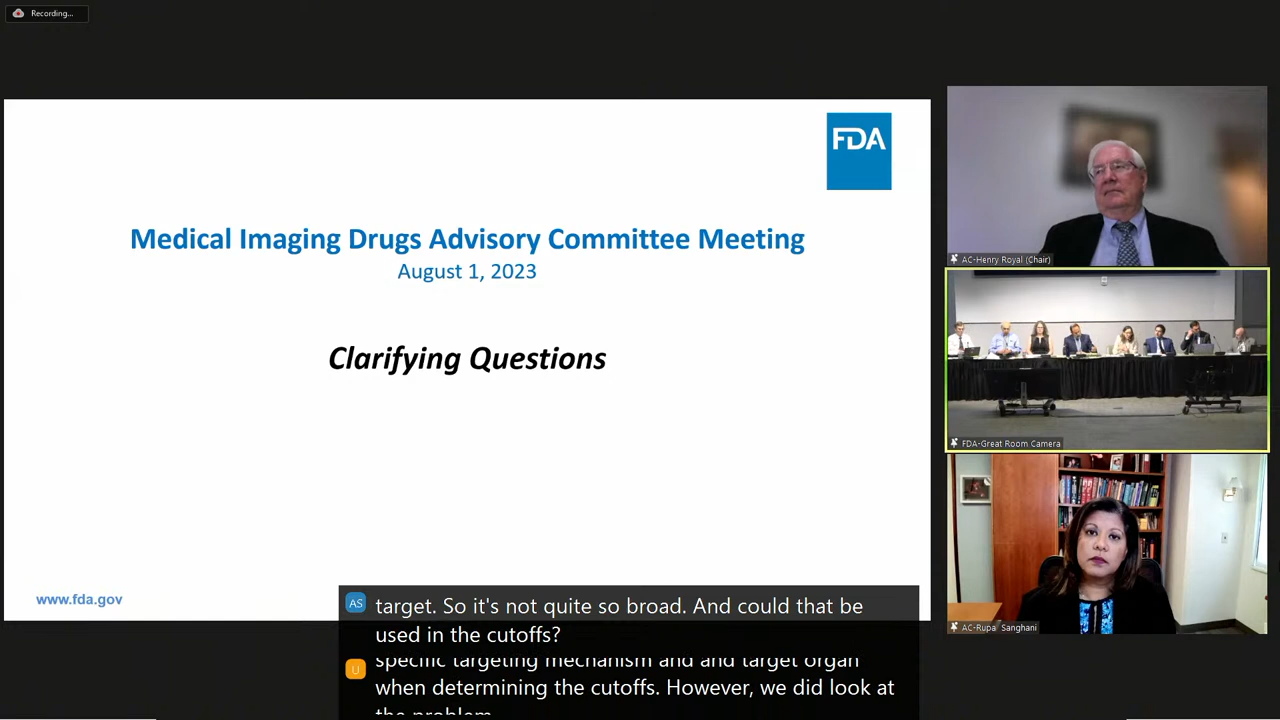 Recording...
FDA
Medical Imaging Drugs Advisory Committee Meeting
August 1, 2023
Clarifying Questions
www.fda.gov
AC-Henry Royal (Chair)
FDA-Great Room Camera
AC-Rupa Sanghani
AS
target. So it's not quite so broad. And could that be
used in the cutoffs?
U
specific targeting mechanism and and target organ
when determining the cutoffs. However, we did look at
the problem